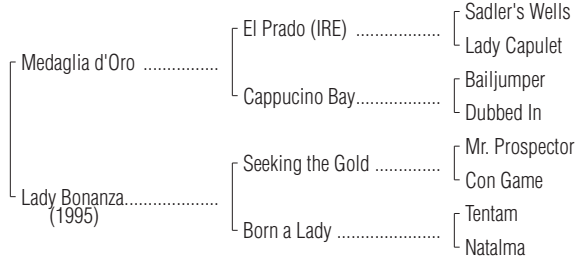 Sadler's Wells
El Prado (IRE) ..................
Lady Capulet
Medaglia d'Oro ................
Bailjumper
Cappucino Bay..................
Dubbed In
Mr. Prospector
Seeking the Gold ..............
Con Game
Lady Bonanza....................
(1995)
Tentam
Born a Lady ......................
Natalma